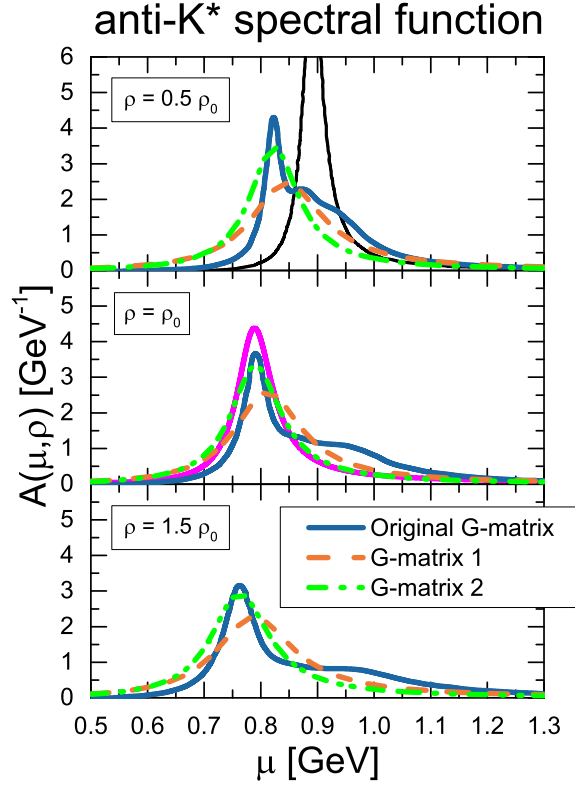 anti-K* spectral function
6
5
4
3
2
1
0
ρ = 0.5 ρ0
5
4
3
2
1
0
ρ = ρ0
A(μ,ρ) [GeV-1]
5
4
3
2
1
0
ρ = 1.5 ρ0
Original G-matrix
G-matrix 1
G-matrix 2
0.5 0.6 0.7 0.8 0.9 1.0 1.1 1.2 1.3
μ [GeV]